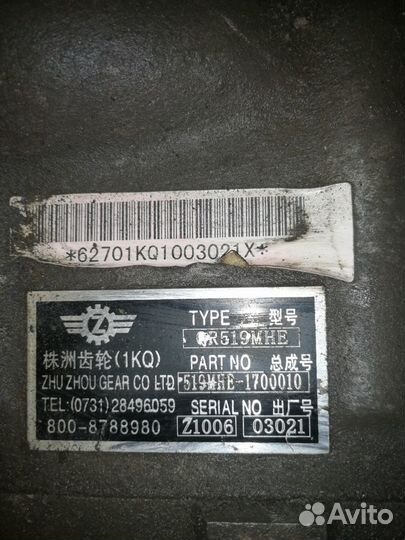 *62701KQ1003021X*
Z
TYPE 型号
QR519MHE
株洲齿轮(1KQ)
PART NO 总成号
ZHU ZHOU GEAR CO LTD
519MHE-1700010
TEL:(0731)28496059
SERIAL NO 出厂号
800-8788980
Z1006 03021
Avito